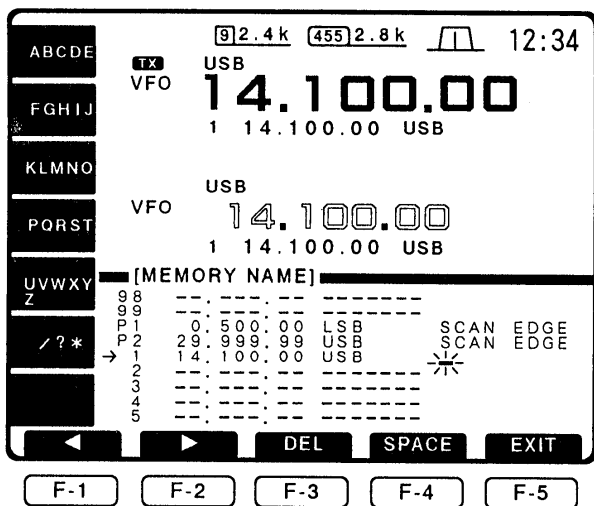 9 2.4k 455 2.8k 12:34
ABCDE
FGHIJ
KLMNO
PQRST
UVWXY
Z
/?*
TX USB
VFO 14.100.00
1 14.100.00 USB
USB
VFO 14.100.00
1 14.100.00 USB
[MEMORY NAME]
98 --.---.-- -------
99 --.---.-- -------
P1 0.500.00 LSB SCAN EDGE
P2 29.999.99 USB SCAN EDGE
→ 1 14.100.00 USB
2 --.---.-- -------
3 --.---.-- -------
4 --.---.-- -------
5 --.---.-- -------
◀ ▶ DEL SPACE EXIT
F-1 F-2 F-3 F-4 F-5